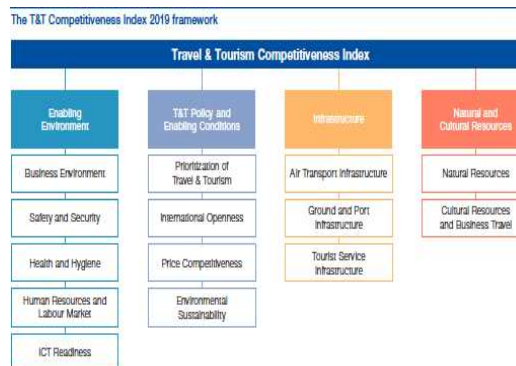 The T&T Competitiveness Index 2019 framework
Travel & Tourism Competitiveness Index
Enabling
Environment
Business Environment
Safety and Security
Health and Hygiene
Human Resources and
Labour Market
ICT Readiness
T&T Policy and
Enabling Conditions
Prioritization of
Travel & Tourism
International Openness
Price Competitiveness
Environmental
Sustainability
Infrastructure
Air Transport Infrastructure
Ground and Port
Infrastructure
Tourist Service
Infrastructure
Natural and
Cultural Resources
Natural Resources
Cultural Resources
and Business Travel